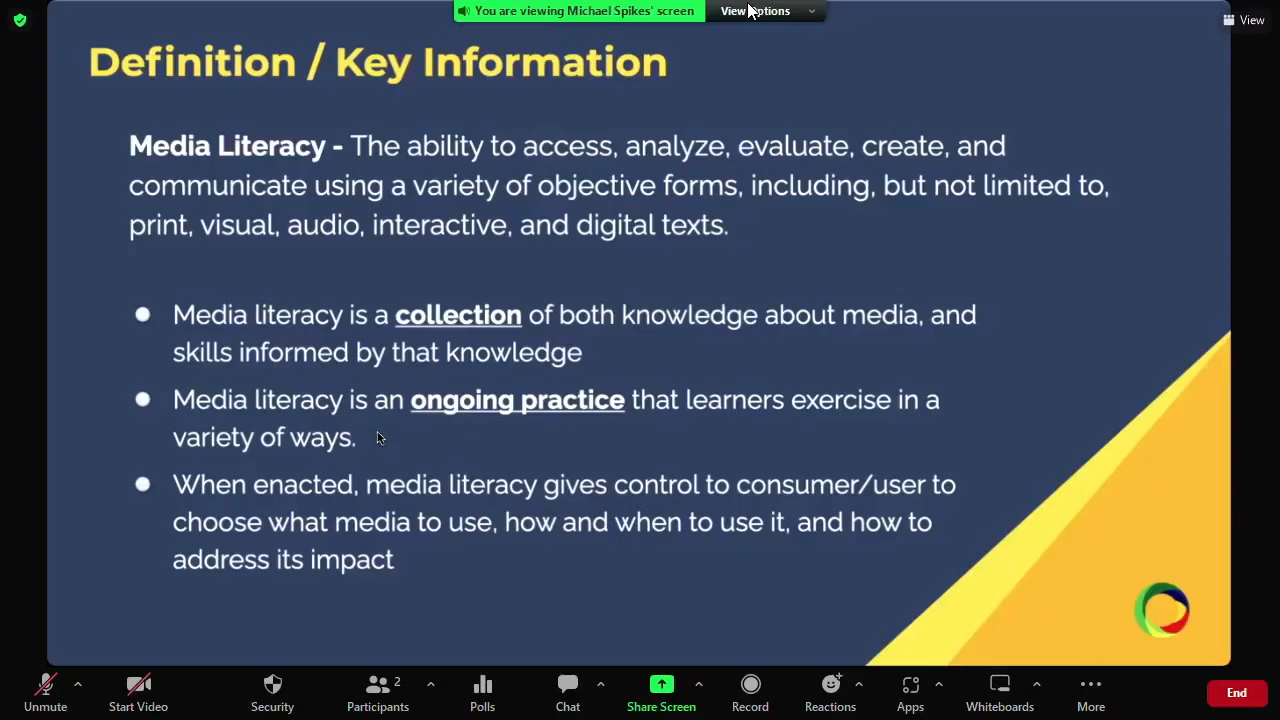 You are viewing Michael Spikes' screen
View Options
View
Definition / Key Information
Media Literacy - The ability to access, analyze, evaluate, create, and
communicate using a variety of objective forms, including, but not limited to,
print, visual, audio, interactive, and digital texts.
Media literacy is a collection of both knowledge about media, and
skills informed by that knowledge
Media literacy is an ongoing practice that learners exercise in a
variety of ways.
When enacted, media literacy gives control to consumer/user to
choose what media to use, how and when to use it, and how to
address its impact
Unmute
Start Video
Security
Participants 2
Polls
Chat
Share Screen
Record
Reactions
Apps
Whiteboards
More
End